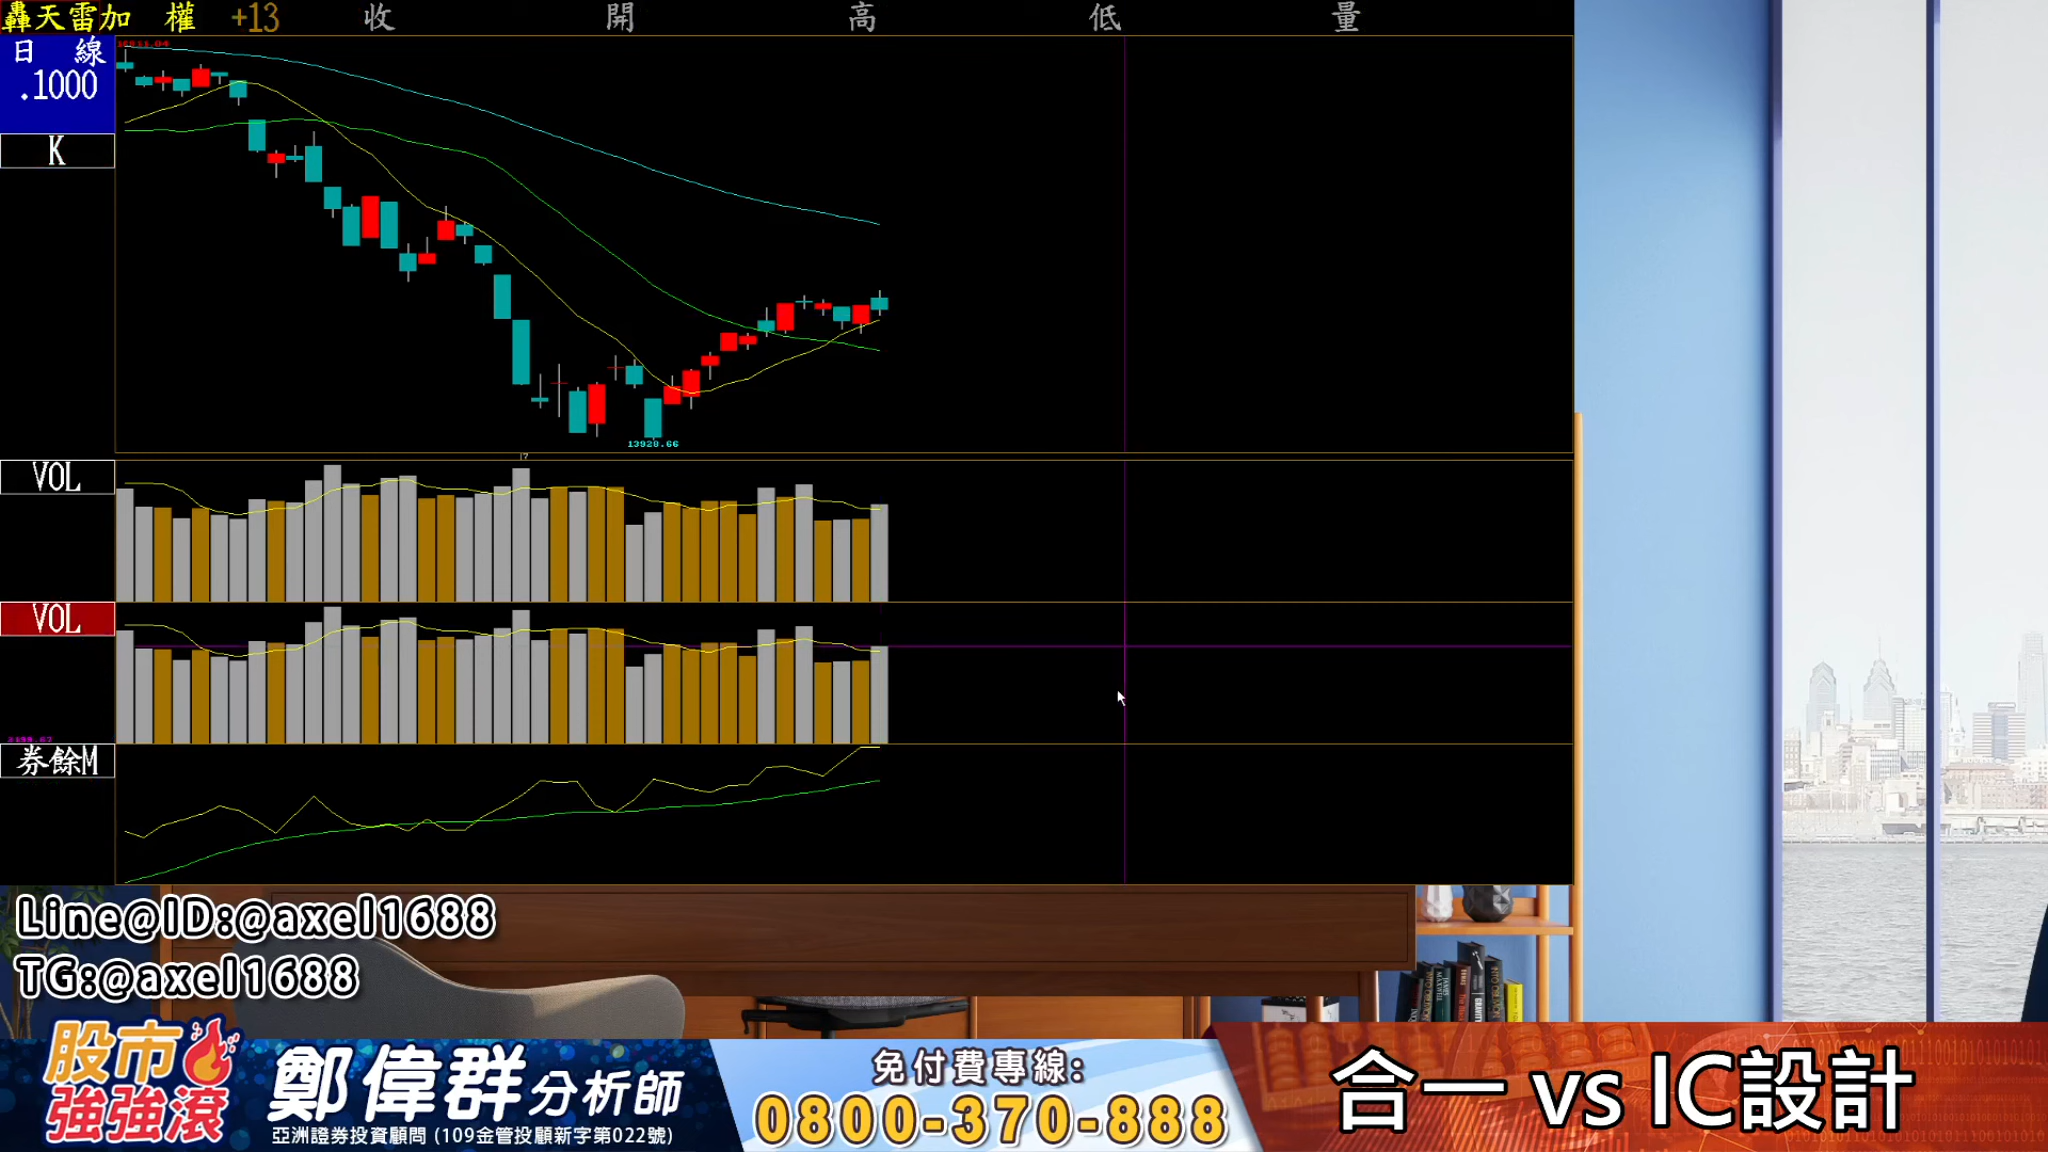 轟天雷加 權 +13 收 開 高 低 量
日 線
.1000
K
13928.66
17
VOL
VOL
券餘M
Line@ID:@axel1688
TG:@axel1688
股市
強強滾
鄭偉群分析師
亞洲證券投資顧問 (109金管投顧新字第022號)
免付費專線:
0800-370-888
合一 vs IC設計